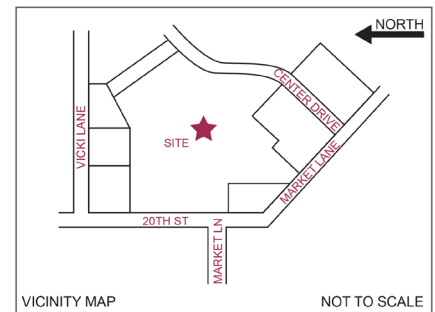 NORTH
CENTER DRIVE
VICKI LANE
SITE
MARKET LANE
20TH ST
MARKET LN
VICINITY MAP
NOT TO SCALE